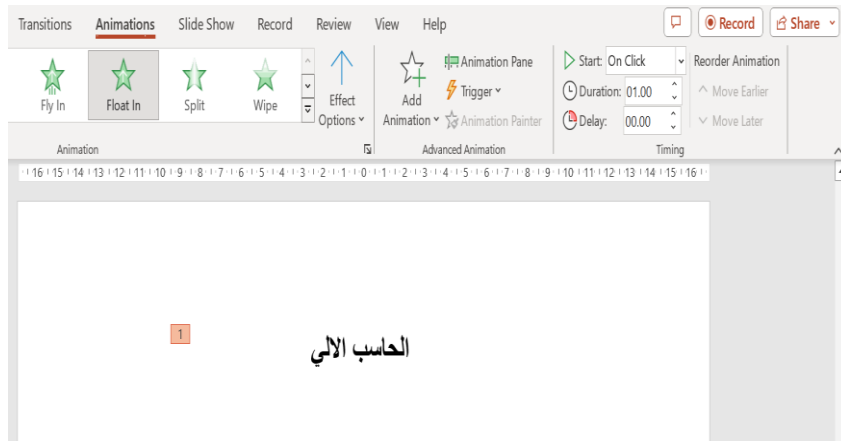 Transitions Animations Slide Show Record Review View Help Record Share
Fly In Float In Split Wipe Effect Options Add Animation Animation Pane Trigger Animation Painter Start: On Click Duration: 01.00 Delay: 00.00 Reorder Animation Move Earlier Move Later
Animation Advanced Animation Timing
16 15 14 13 12 11 10 9 8 7 6 5 4 3 2 1 0 1 2 3 4 5 6 7 8 9 10 11 12 13 14 15 16
1
الحاسب الالي